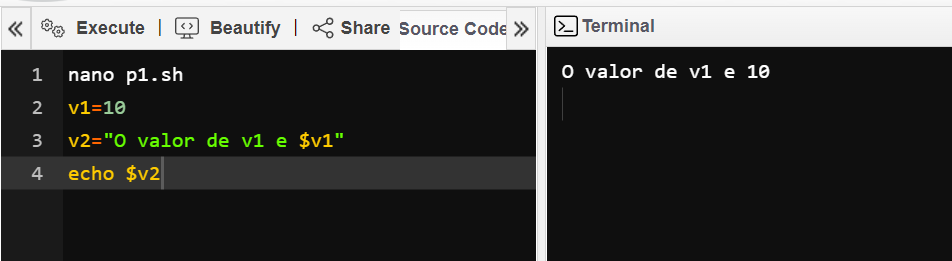 Execute | Beautify | Share Source Code
Terminal
1 nano p1.sh
2 v1=10
3 v2="O valor de v1 e $v1"
4 echo $v2
O valor de v1 e 10